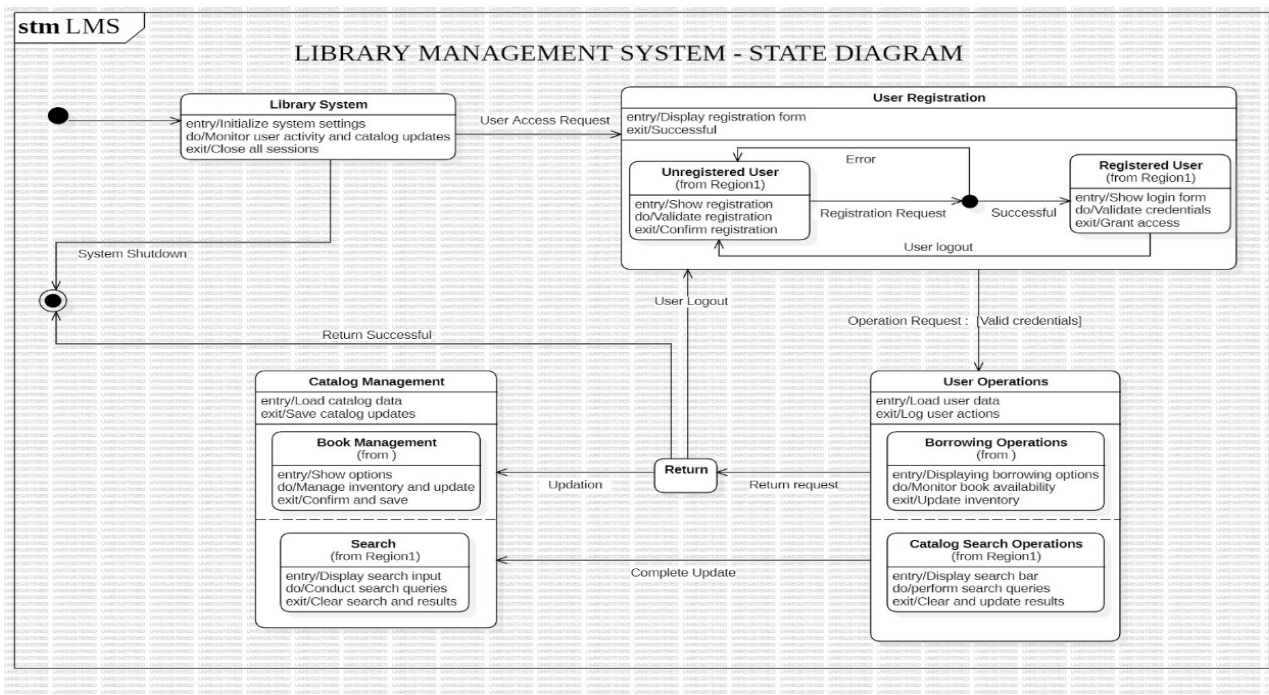 stm LMS
LIBRARY MANAGEMENT SYSTEM - STATE DIAGRAM
Library System
entry/Initialize system settings
do/Monitor user activity and catalog updates
exit/Close all sessions
User Access Request
User Registration
entry/Display registration form
exit/Successful
Error
Unregistered User
(from Region1)
entry/Show registration
do/Validate registration
exit/Confirm registration
Registration Request
Successful
Registered User
(from Region1)
entry/Show login form
do/Validate credentials
exit/Grant access
User logout
System Shutdown
User Logout
Operation Request : [Valid credentials]
Return Successful
Catalog Management
entry/Load catalog data
exit/Save catalog updates
Book Management
(from )
entry/Show options
do/Manage inventory and update
exit/Confirm and save
Search
(from Region1)
entry/Display search input
do/Conduct search queries
exit/Clear search and results
Updation
Return
Return request
Complete Update
User Operations
entry/Load user data
exit/Log user actions
Borrowing Operations
(from )
entry/Displaying borrowing options
do/Monitor book availability
exit/Update inventory
Catalog Search Operations
(from Region1)
entry/Display search bar
do/perform search queries
exit/Clear and update results
UNREGISTERED